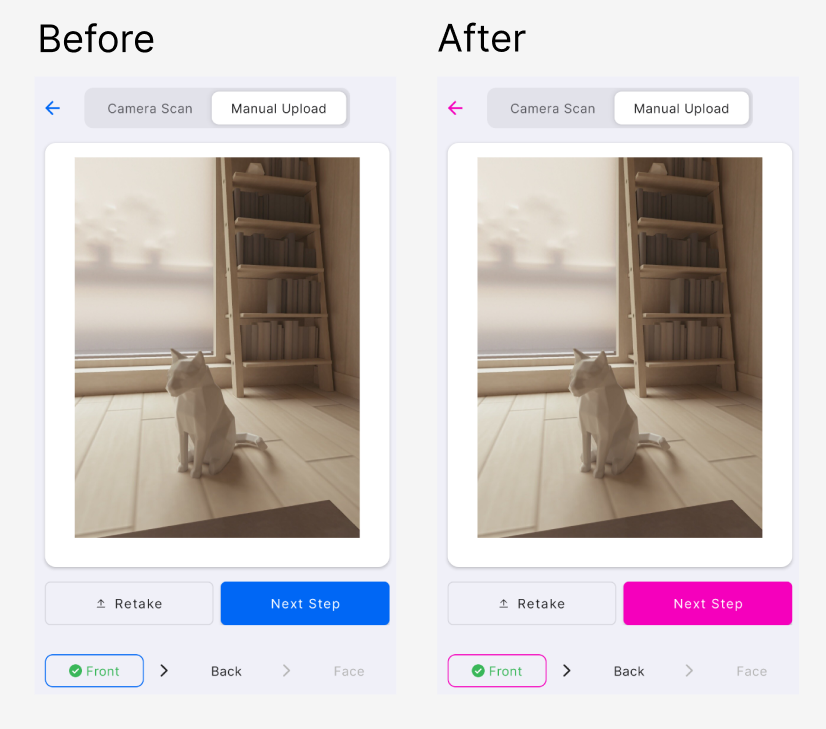 Before
After
Camera Scan
Manual Upload
Camera Scan
Manual Upload
Retake
Next Step
Retake
Next Step
Front
Back
Face
Front
Back
Face